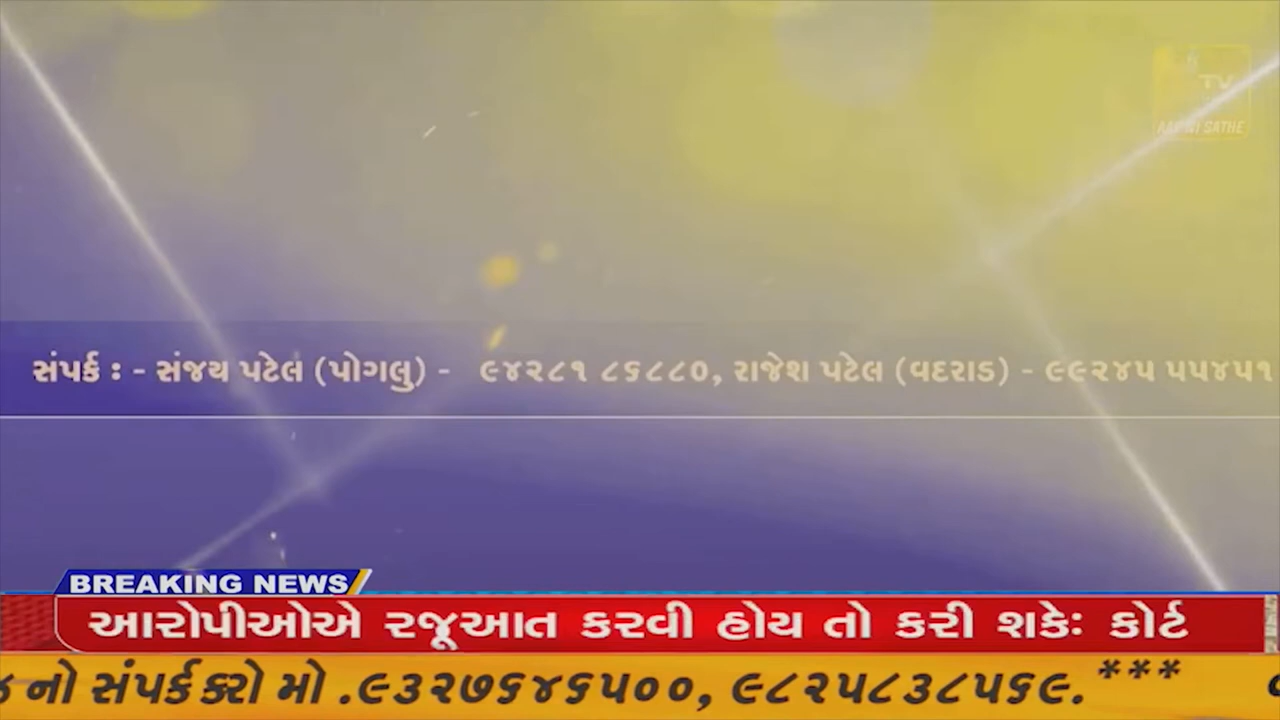 TV
સંપર્ક : - સંજય પટેલ (પોગલુ) - ૯૪૨૮૧ ૮૬૮૮૦, રાજેશ પટેલ (વદરાડ) - ૯૯૨૪૫ ૫૫૪૫૧
BREAKING NEWS
આરોપીઓએ રજૂઆત કરવી હોય તો કરી શકેઃ કોર્ટ
નો સંપર્ક કરો મો .૯૩૨૭૬૪૬૫૦૦, ૯૮૨૫૮૩૮૫૬૯.***